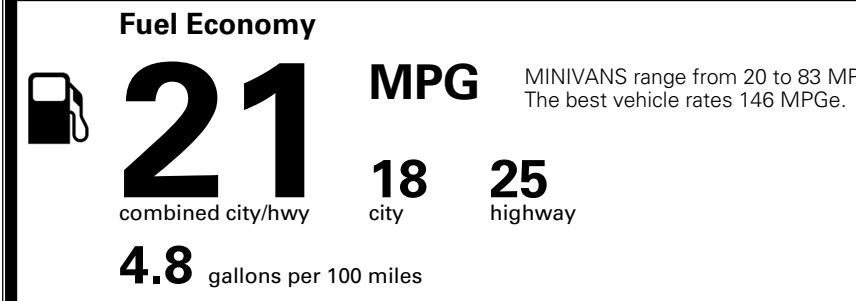 Fuel Economy
21 MPG
MINIVANS range from 20 to 83
The best vehicle rates 146 MPGe.
18 25
combined city/hwy city highway
4.8 gallons per 100 miles